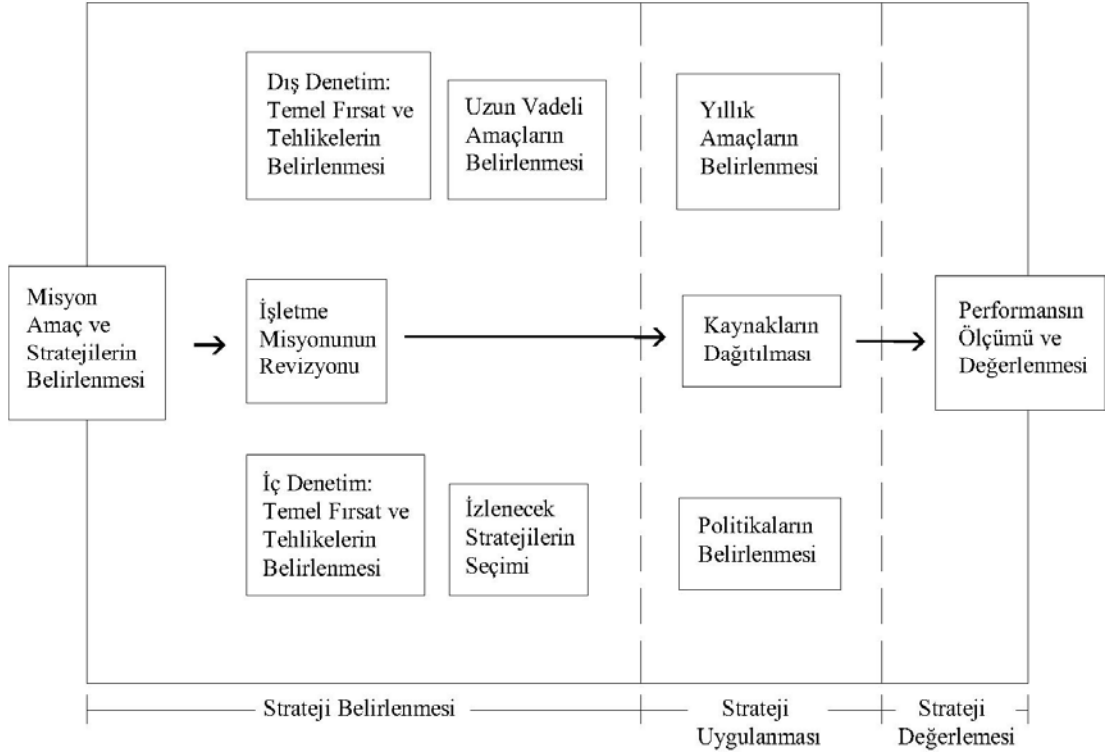 Dış Denetim:
Temel Fırsat ve
Tehlikelerin
Belirlenmesi
Uzun Vadeli
Amaçların
Belirlenmesi
Yıllık
Amaçların
Belirlenmesi
Misyon
Amaç ve
Stratejilerin
Belirlenmesi
İşletme
Misyonunun
Revizyonu
Kaynakların
Dağıtılması
Performansın
Ölçümü ve
Değerlenmesi
İç Denetim:
Temel Fırsat ve
Tehlikelerin
Belirlenmesi
İzlenecek
Stratejilerin
Seçimi
Politikaların
Belirlenmesi
Strateji Belirlenmesi
Strateji
Uygulanması
Strateji
Değerlemesi